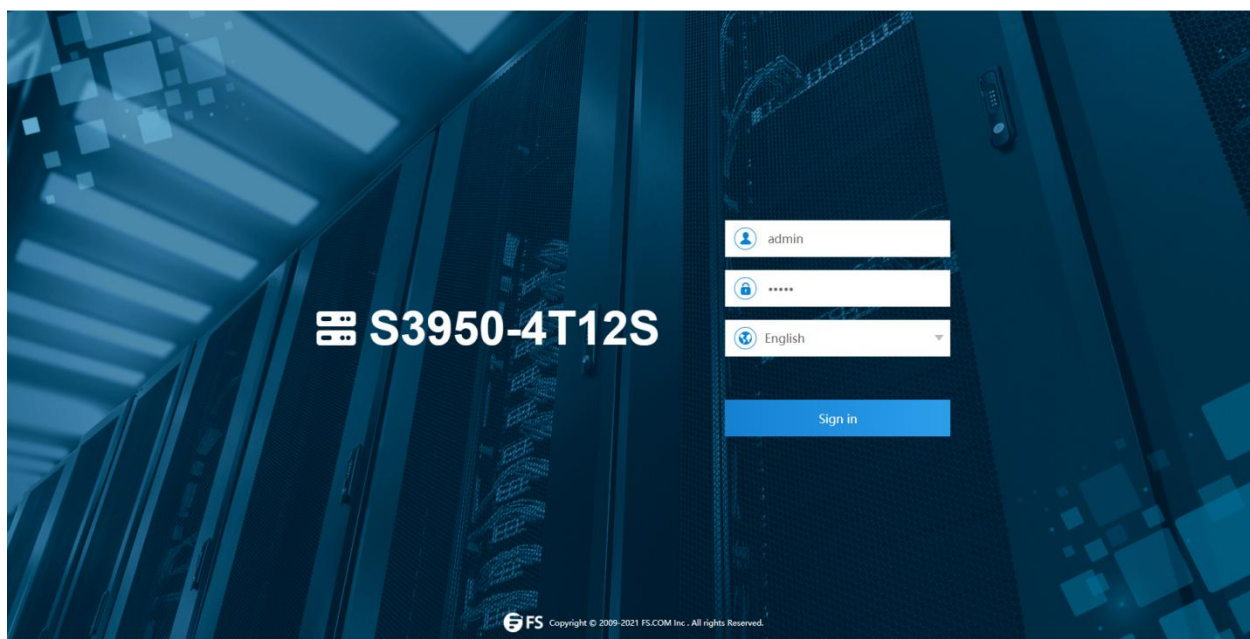 S3950-4T12S
admin
•••••
English
Sign in
FS Copyright © 2009-2021 FS.COM Inc . All rights Reserved.